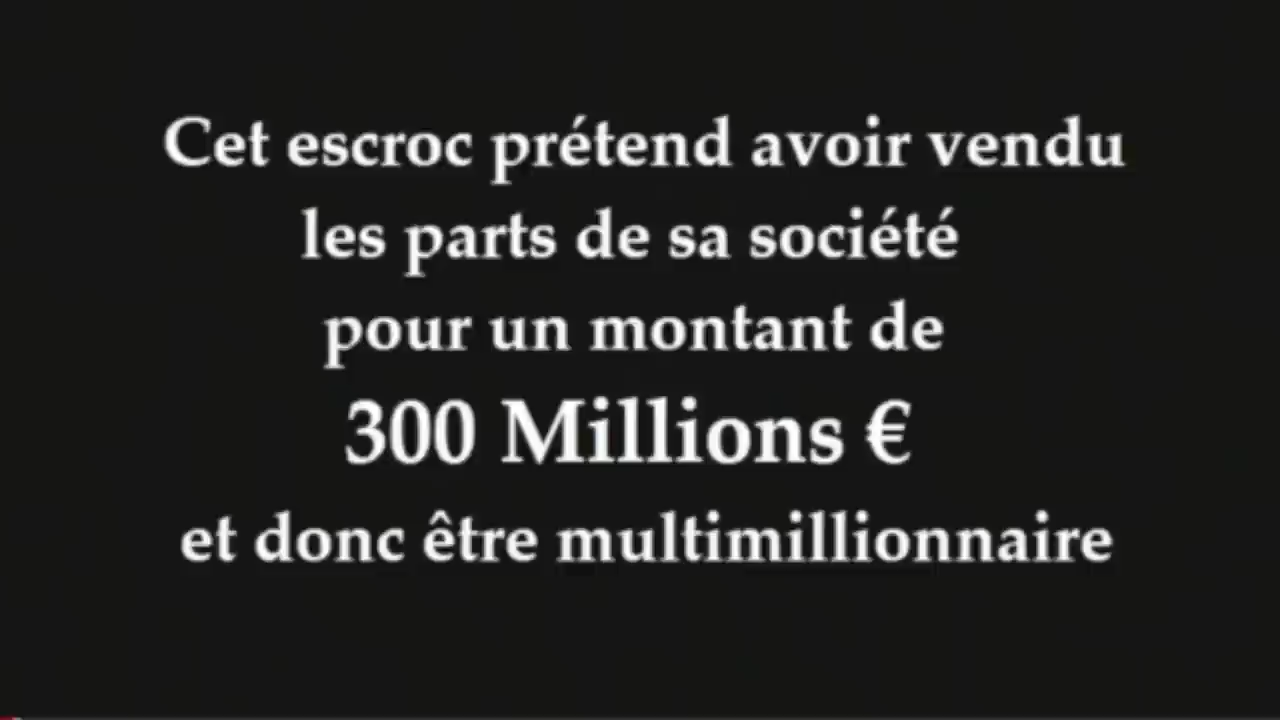 Cet escroc prétend avoir vendu
les parts de sa société
pour un montant de
300 Millions €
et donc être multimillionnaire